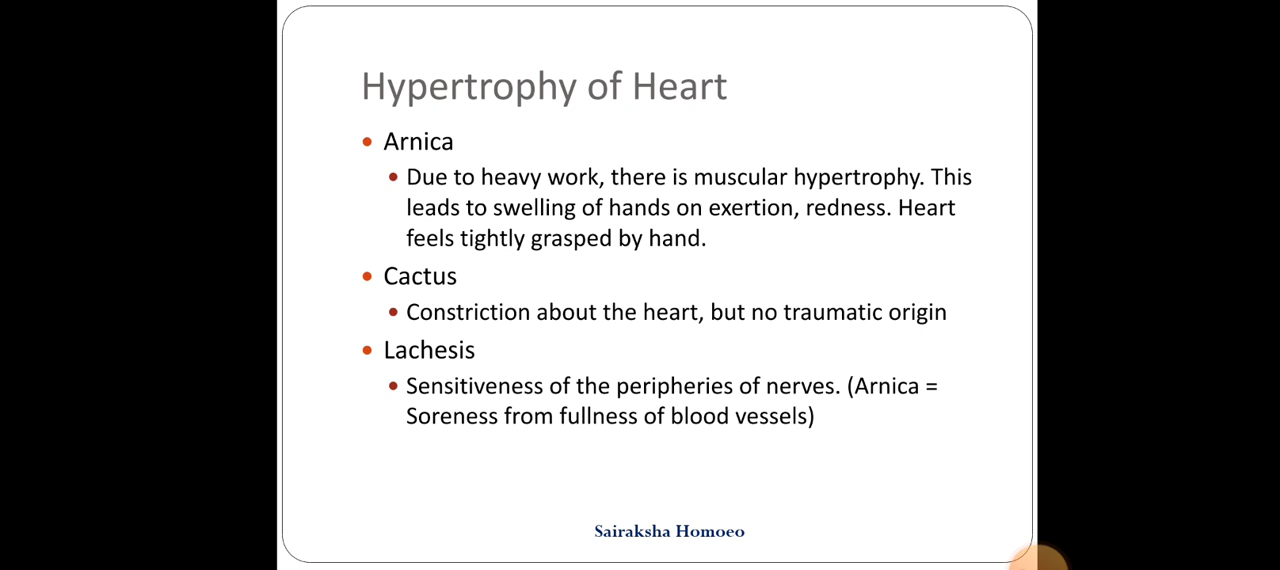 Hypertrophy of Heart
• Arnica
• Due to heavy work, there is muscular hypertrophy. This
leads to swelling of hands on exertion, redness. Heart
feels tightly grasped by hand.
• Cactus
• Constriction about the heart, but no traumatic origin
• Lachesis
• Sensitiveness of the peripheries of nerves. (Arnica =
Soreness from fullness of blood vessels)
Sairaksha Homoeo